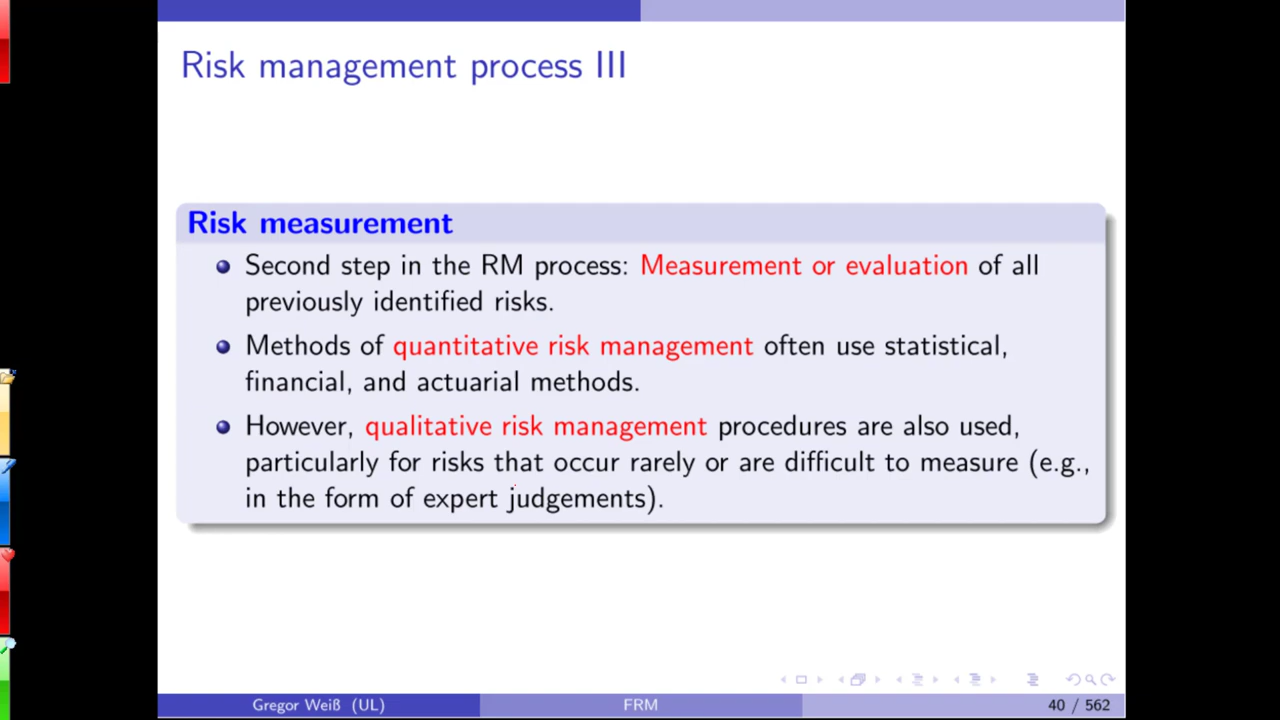 Risk management process III
Risk measurement
Second step in the RM process: Measurement or evaluation of all
previously identified risks.
Methods of quantitative risk management often use statistical,
financial, and actuarial methods.
However, qualitative risk management procedures are also used,
particularly for risks that occur rarely or are difficult to measure (e.g.,
in the form of expert judgements).
Gregor Weiß (UL)
FRM
40 / 562